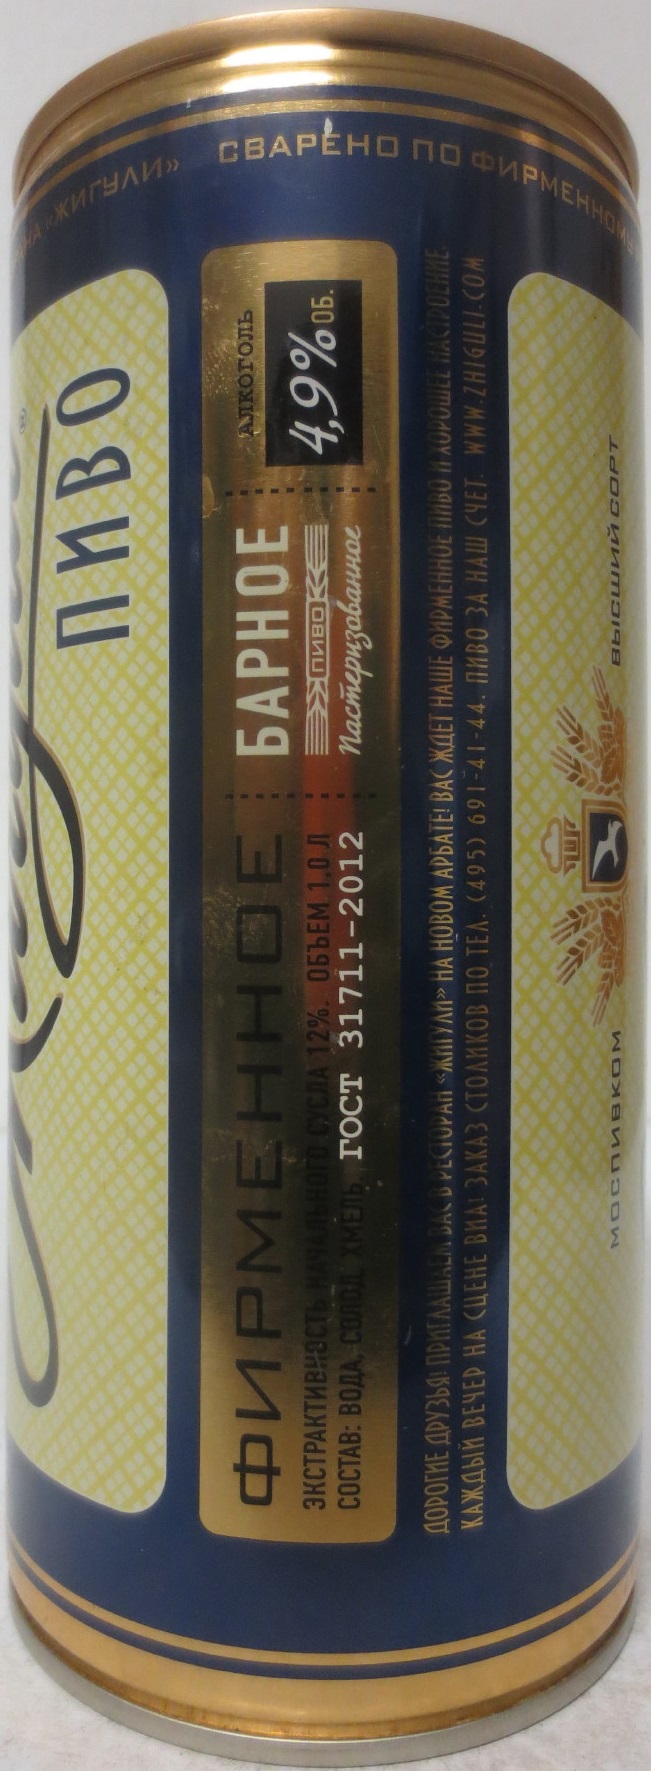 «ЖИГУЛИ» СВАРЕНО ПО ФИРМЕННОМУ
Жигули®
ПИВО
ФИРМЕННОЕ
ЭКСТРАКТИВНОСТЬ НАЧАЛЬНОГО СУСЛА 12%. ОБЪЕМ 1,0 Л
СОСТАВ: ВОДА, СОЛОД, ХМЕЛЬ
ГОСТ 31711-2012
БАРНОЕ
ПИВО
Пастеризованное
АЛКОГОЛЬ
4,9% ОБ.
ДОРОГИЕ ДРУЗЬЯ! ПРИГЛАШАЕМ ВАС В РЕСТОРАН «ЖИГУЛИ» НА НОВОМ АРБАТЕ! ВАС ЖДЕТ НАШЕ ФИРМЕННОЕ ПИВО И ХОРОШЕЕ НАСТРОЕНИЕ.
КАЖДЫЙ ВЕЧЕР НА СЦЕНЕ ВИА! ЗАКАЗ СТОЛИКОВ ПО ТЕЛ. (495) 691-41-44. ПИВО ЗА НАШ СЧЕТ. WWW.ZHIGULI.COM
МОСПИВКОМ
ВЫСШИЙ СОРТ